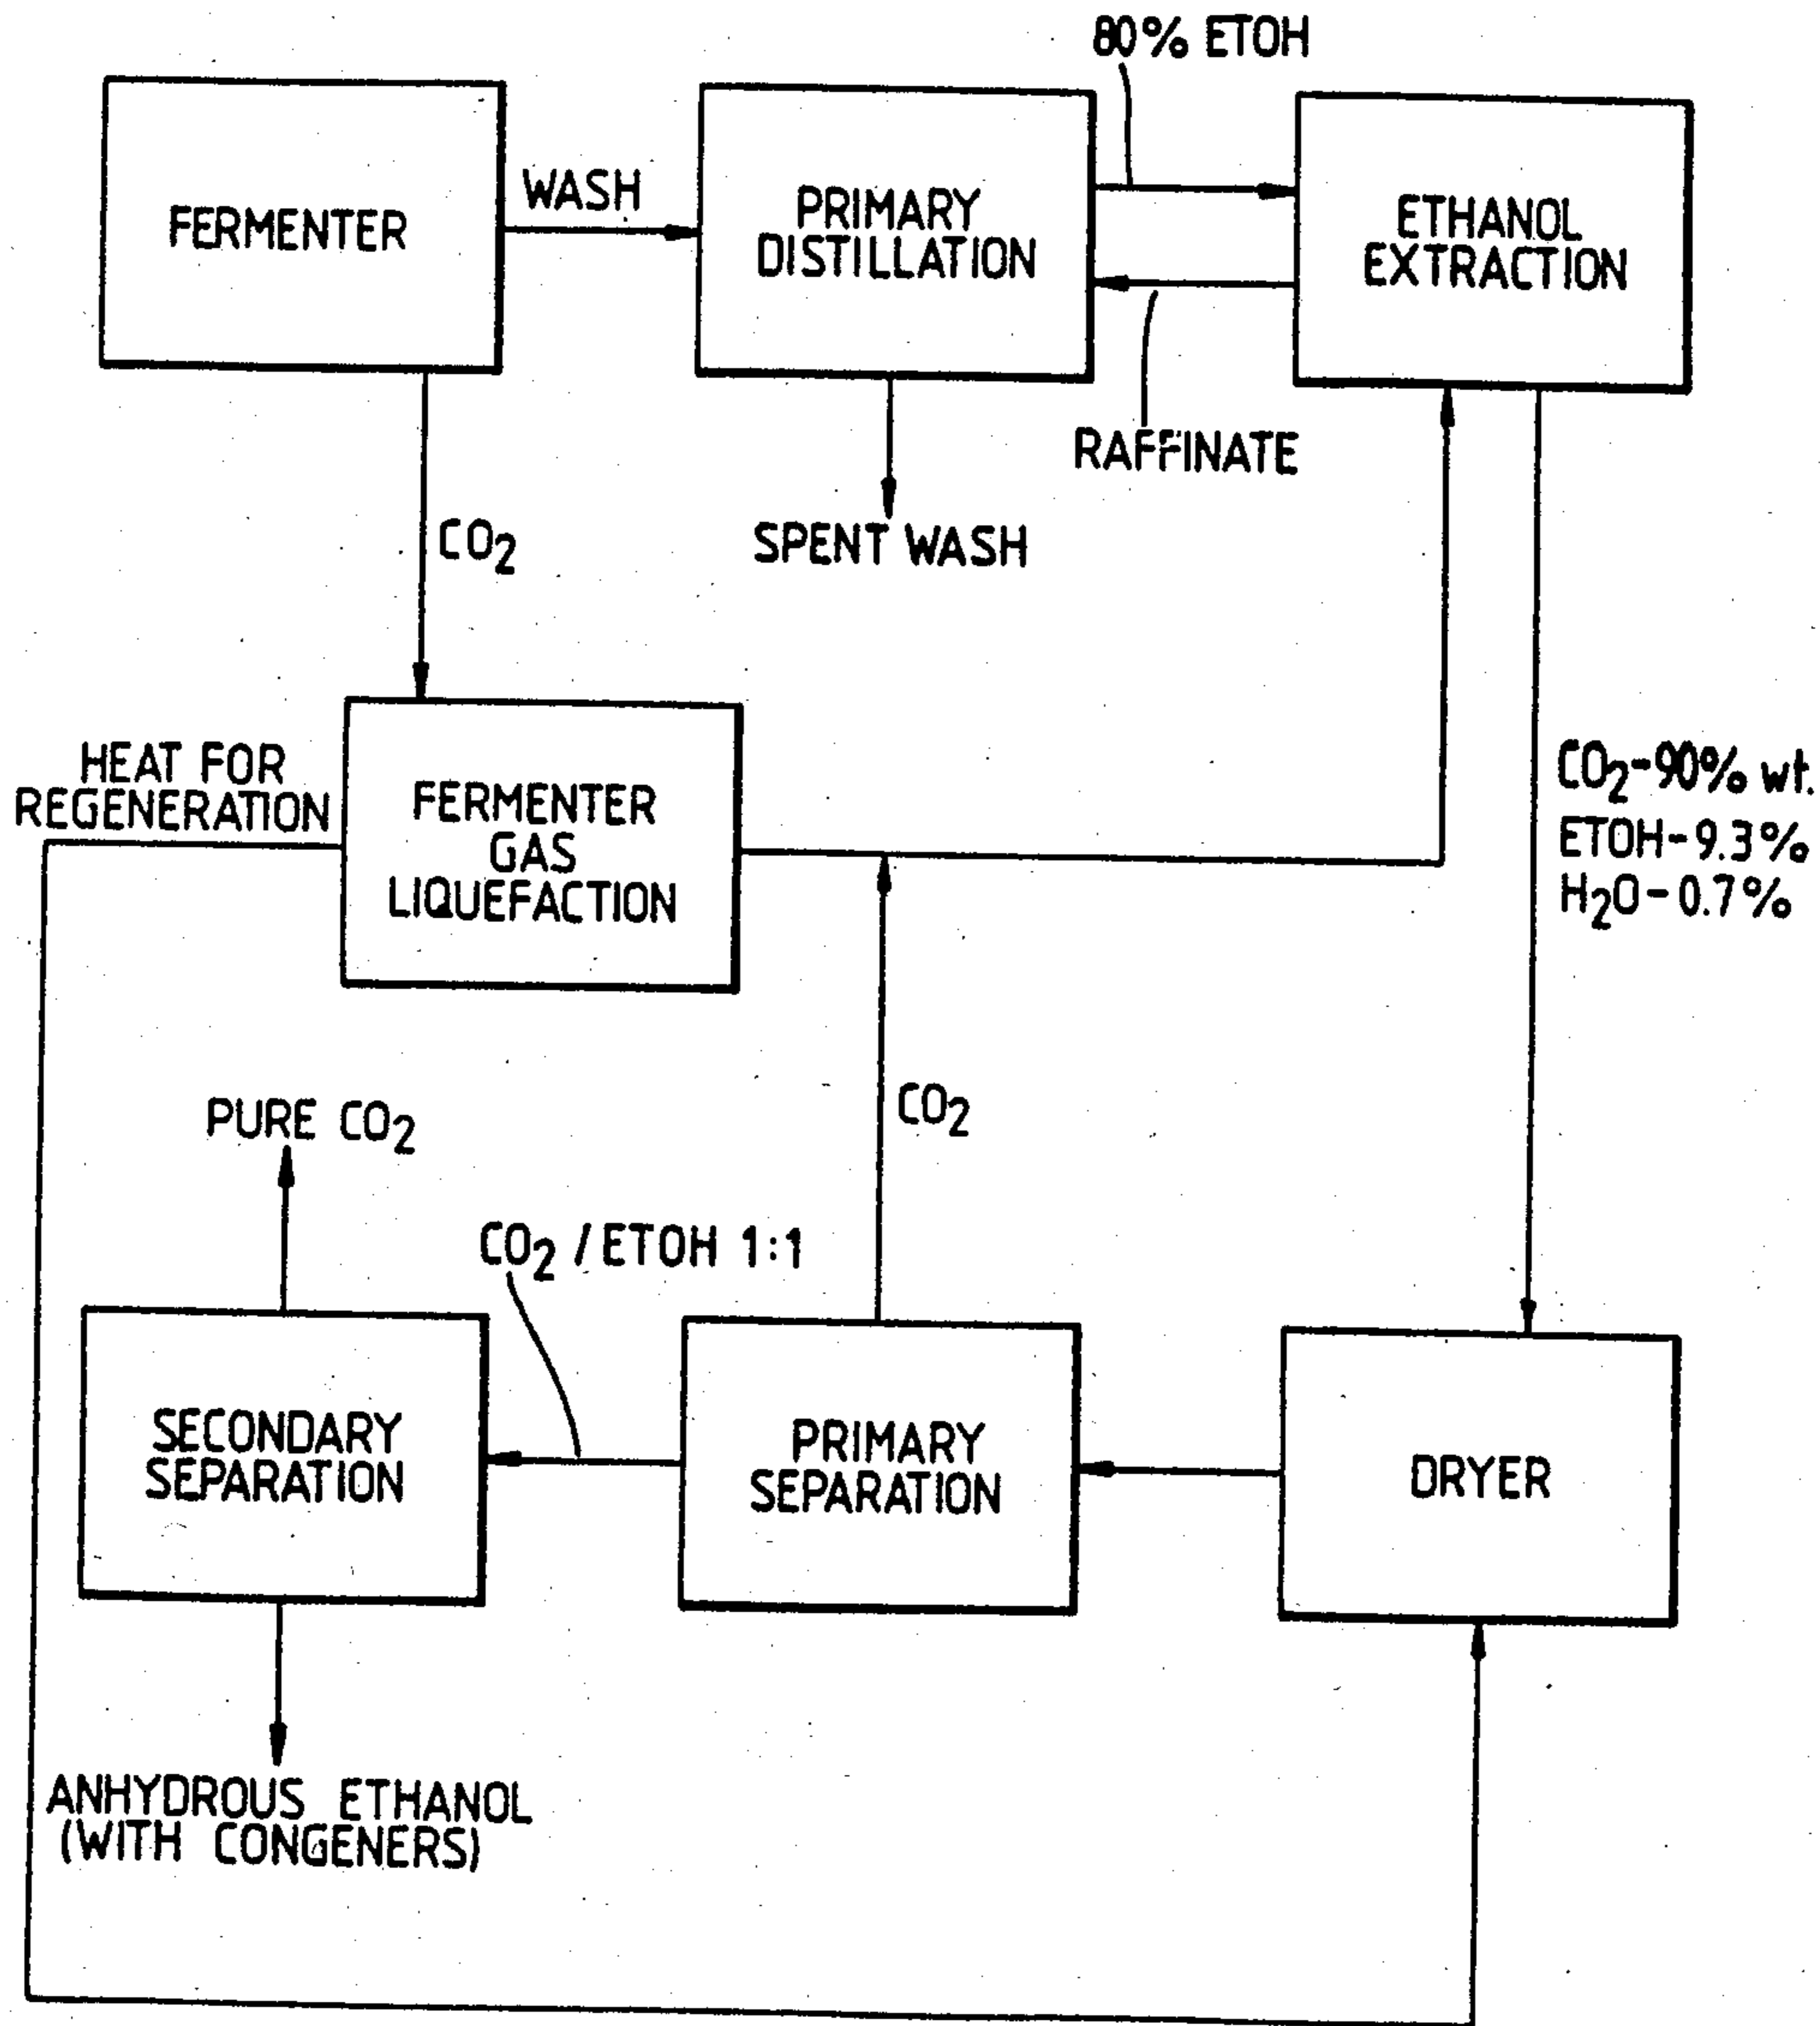 80% ETOH
FERMENTER
WASH
PRIMARY
DISTILLATION
ETHANOL
EXTRACTION
RAFFINATE
SPENT WASH
CO2
HEAT FOR
REGENERATION
FERMENTER
GAS
LIQUEFACTION
CO2-90% wt.
ETOH-9.3%
H2O-0.7%
PURE CO2
CO2
CO2 / ETOH 1:1
SECONDARY
SEPARATION
PRIMARY
SEPARATION
DRYER
ANHYDROUS ETHANOL
(WITH CONGENERS)